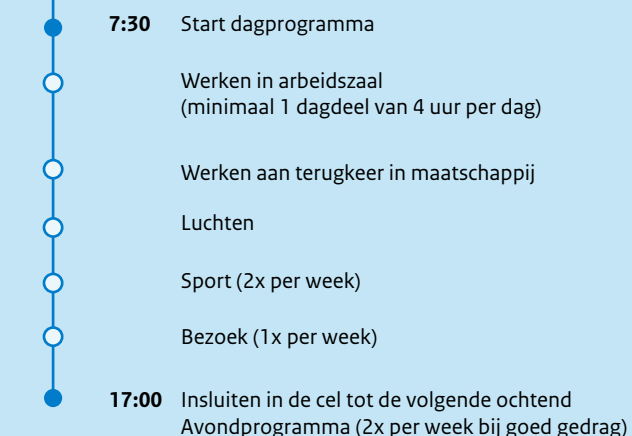 7:30 Start dagprogramma
Werken in arbeidszaal
(minimaal 1 dagdeel van 4 uur per dag)
Werken aan terugkeer in maatschappij
Luchten
Sport (2x per week)
Bezoek (1x per week)
17:00 Insluiten in de cel tot de volgende ochtend
Avondprogramma (2x per week bij goed gedrag)